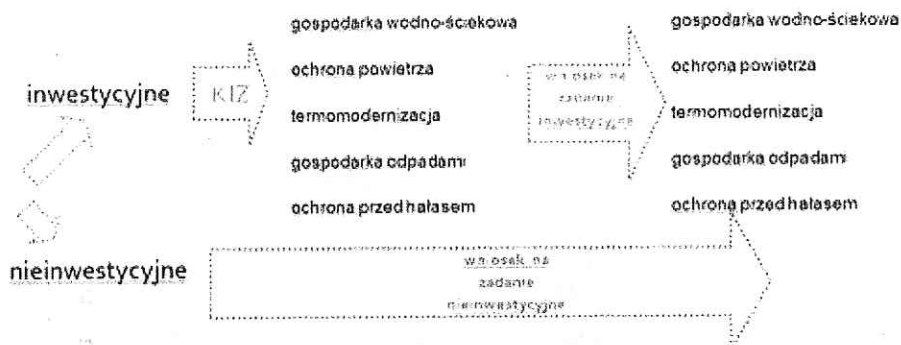 inwestycyjne
KIZ
gospodarka wodno-ściekowa
ochrona powietrza
termomodernizacja
gospodarka odpadami
ochrona przed hałasem
wniosek na
zadanie
inwestycyjne
gospodarka wodno-ściekowa
ochrona powietrza
termomodernizacja
gospodarka odpadami
ochrona przed hałasem
nieinwestycyjne
wniosek na
zadanie
nieinwestycyjne